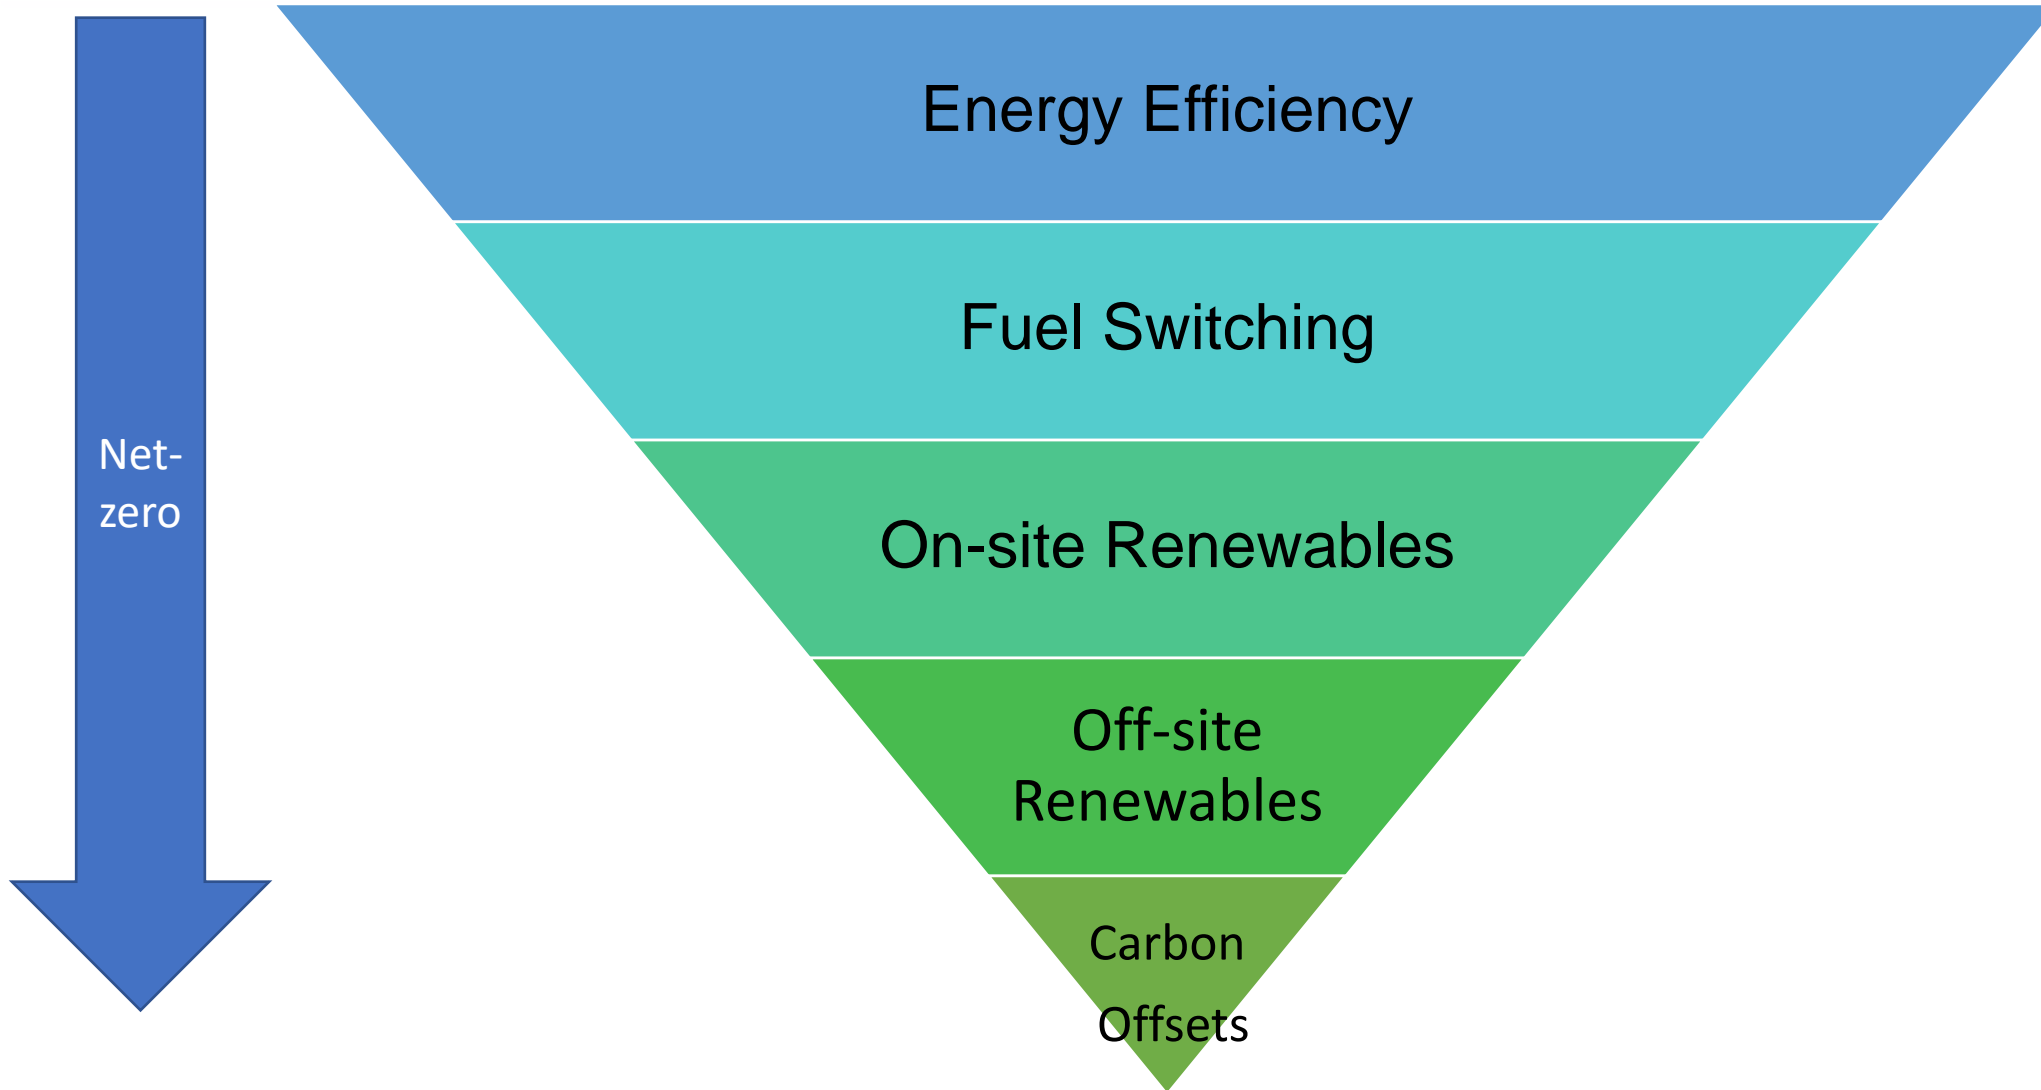 Energy Efficiency
Fuel Switching
Net-
zero
On-site Renewables
Off-site
Renewables
Carbon
Offsets